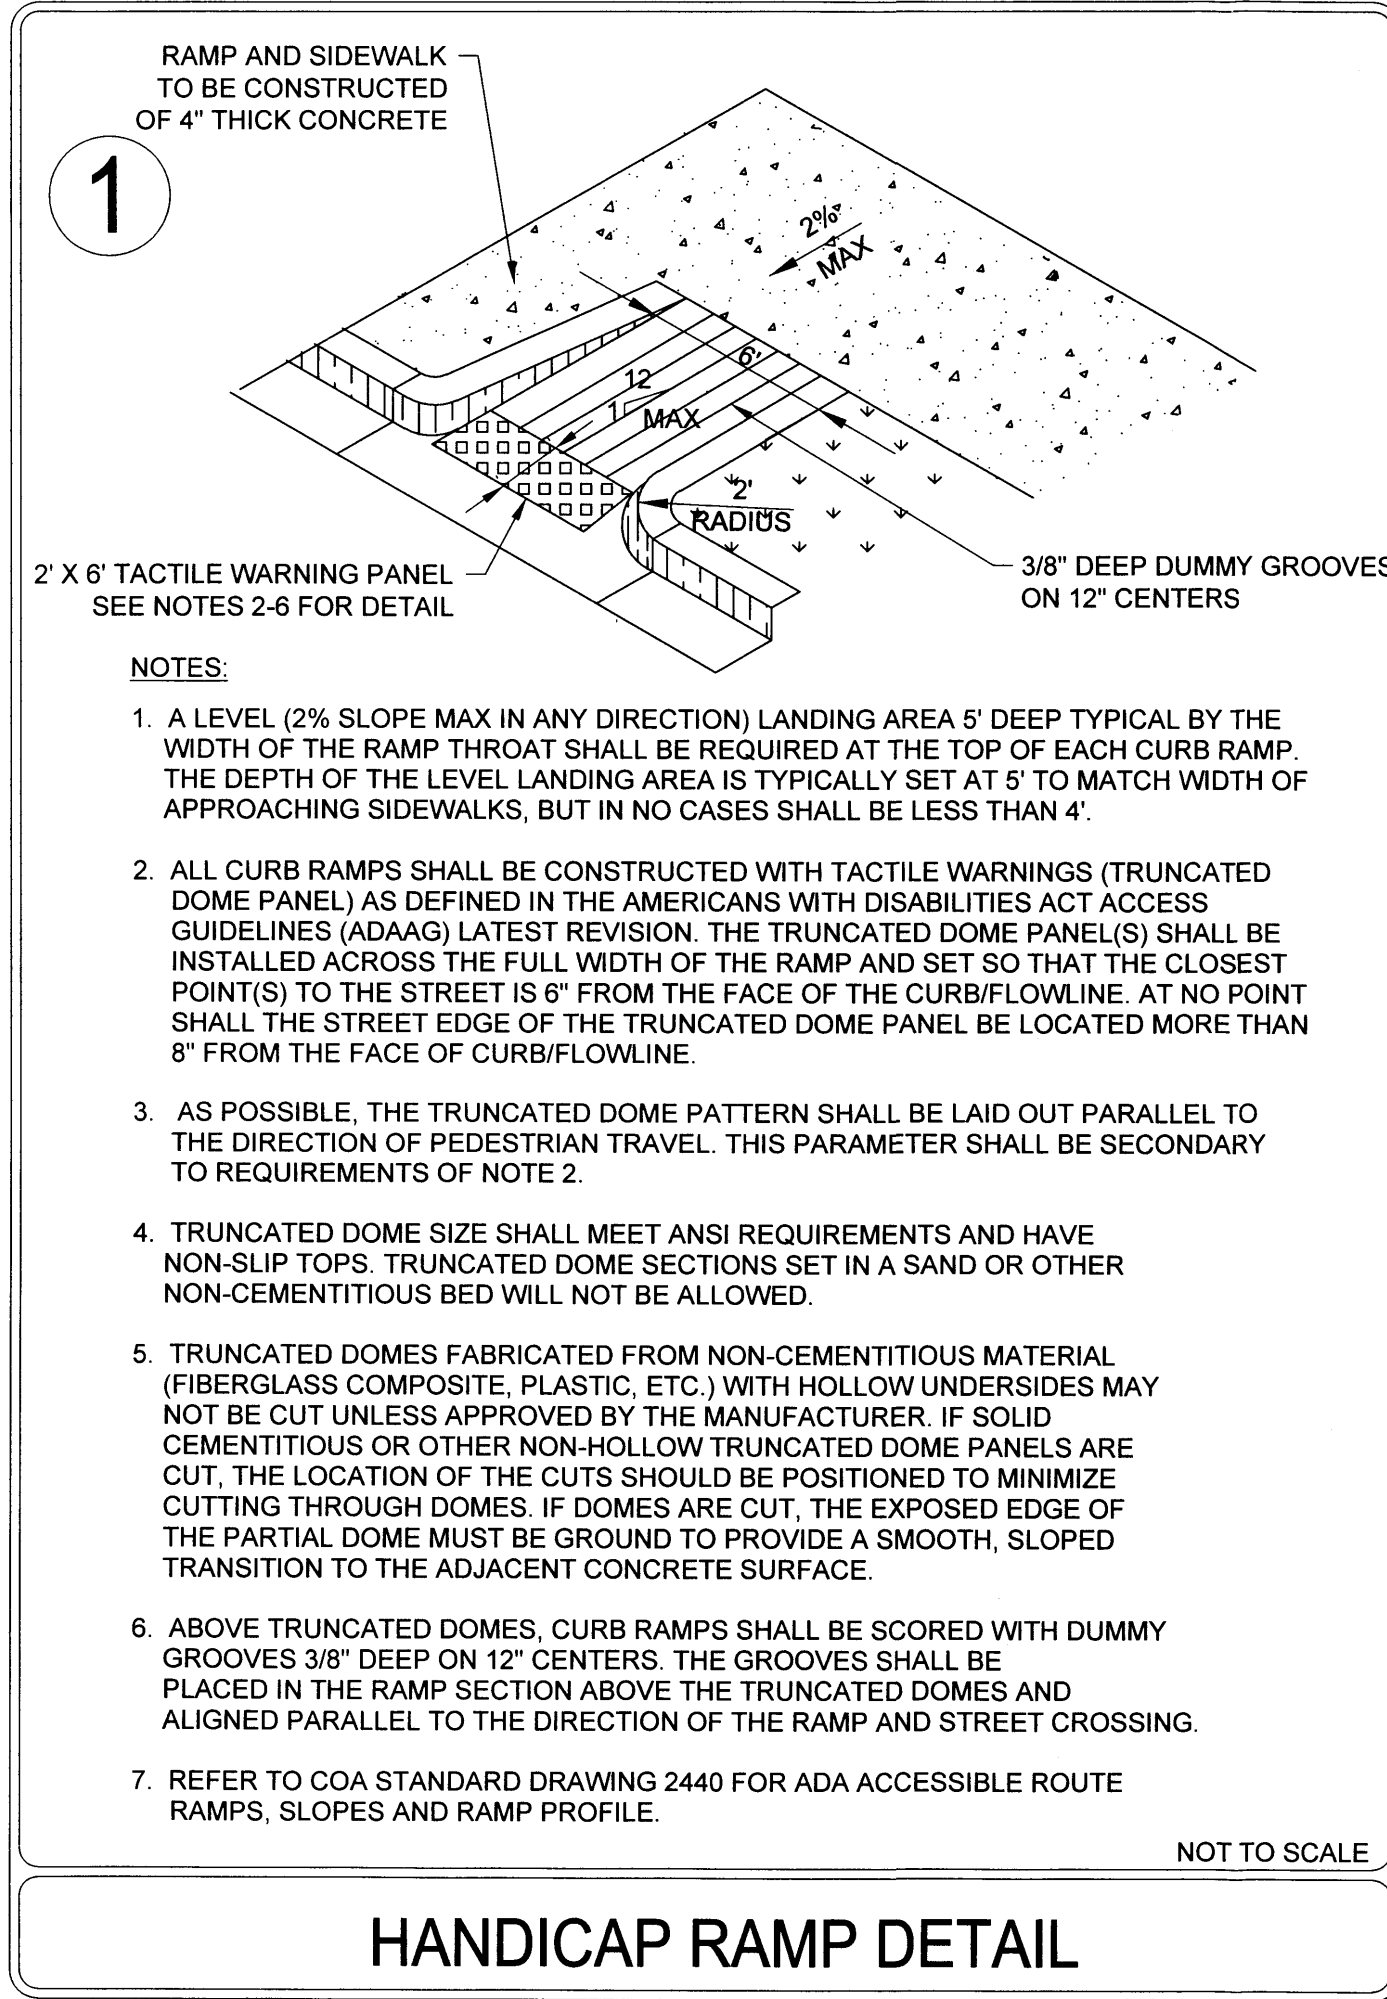 RAMP AND SIDEWALK
TO BE CONSTRUCTED
OF 4" THICK CONCRETE
1
2%
MAX
6'
12
1
MAX
2'
RADIUS
2' X 6' TACTILE WARNING PANEL
SEE NOTES 2-6 FOR DETAIL
3/8" DEEP DUMMY GROOVES
ON 12" CENTERS
NOTES:
1. A LEVEL (2% SLOPE MAX IN ANY DIRECTION) LANDING AREA 5' DEEP TYPICAL BY THE
WIDTH OF THE RAMP THROAT SHALL BE REQUIRED AT THE TOP OF EACH CURB RAMP.
THE DEPTH OF THE LEVEL LANDING AREA IS TYPICALLY SET AT 5' TO MATCH WIDTH OF
APPROACHING SIDEWALKS, BUT IN NO CASES SHALL BE LESS THAN 4'.
2. ALL CURB RAMPS SHALL BE CONSTRUCTED WITH TACTILE WARNINGS (TRUNCATED
DOME PANEL) AS DEFINED IN THE AMERICANS WITH DISABILITIES ACT ACCESS
GUIDELINES (ADAAG) LATEST REVISION. THE TRUNCATED DOME PANEL(S) SHALL BE
INSTALLED ACROSS THE FULL WIDTH OF THE RAMP AND SET SO THAT THE CLOSEST
POINT(S) TO THE STREET IS 6" FROM THE FACE OF THE CURB/FLOWLINE. AT NO POINT
SHALL THE STREET EDGE OF THE TRUNCATED DOME PANEL BE LOCATED MORE THAN
8" FROM THE FACE OF CURB/FLOWLINE.
3. AS POSSIBLE, THE TRUNCATED DOME PATTERN SHALL BE LAID OUT PARALLEL TO
THE DIRECTION OF PEDESTRIAN TRAVEL. THIS PARAMETER SHALL BE SECONDARY
TO REQUIREMENTS OF NOTE 2.
4. TRUNCATED DOME SIZE SHALL MEET ANSI REQUIREMENTS AND HAVE
NON-SLIP TOPS. TRUNCATED DOME SECTIONS SET IN A SAND OR OTHER
NON-CEMENTITIOUS BED WILL NOT BE ALLOWED.
5. TRUNCATED DOMES FABRICATED FROM NON-CEMENTITIOUS MATERIAL
(FIBERGLASS COMPOSITE, PLASTIC, ETC.) WITH HOLLOW UNDERSIDES MAY
NOT BE CUT UNLESS APPROVED BY THE MANUFACTURER. IF SOLID
CEMENTITIOUS OR OTHER NON-HOLLOW TRUNCATED DOME PANELS ARE
CUT, THE LOCATION OF THE CUTS SHOULD BE POSITIONED TO MINIMIZE
CUTTING THROUGH DOMES. IF DOMES ARE CUT, THE EXPOSED EDGE OF
THE PARTIAL DOME MUST BE GROUND TO PROVIDE A SMOOTH, SLOPED
TRANSITION TO THE ADJACENT CONCRETE SURFACE.
6. ABOVE TRUNCATED DOMES, CURB RAMPS SHALL BE SCORED WITH DUMMY
GROOVES 3/8" DEEP ON 12" CENTERS. THE GROOVES SHALL BE
PLACED IN THE RAMP SECTION ABOVE THE TRUNCATED DOMES AND
ALIGNED PARALLEL TO THE DIRECTION OF THE RAMP AND STREET CROSSING.
7. REFER TO COA STANDARD DRAWING 2440 FOR ADA ACCESSIBLE ROUTE
RAMPS, SLOPES AND RAMP PROFILE.
NOT TO SCALE
HANDICAP RAMP DETAIL